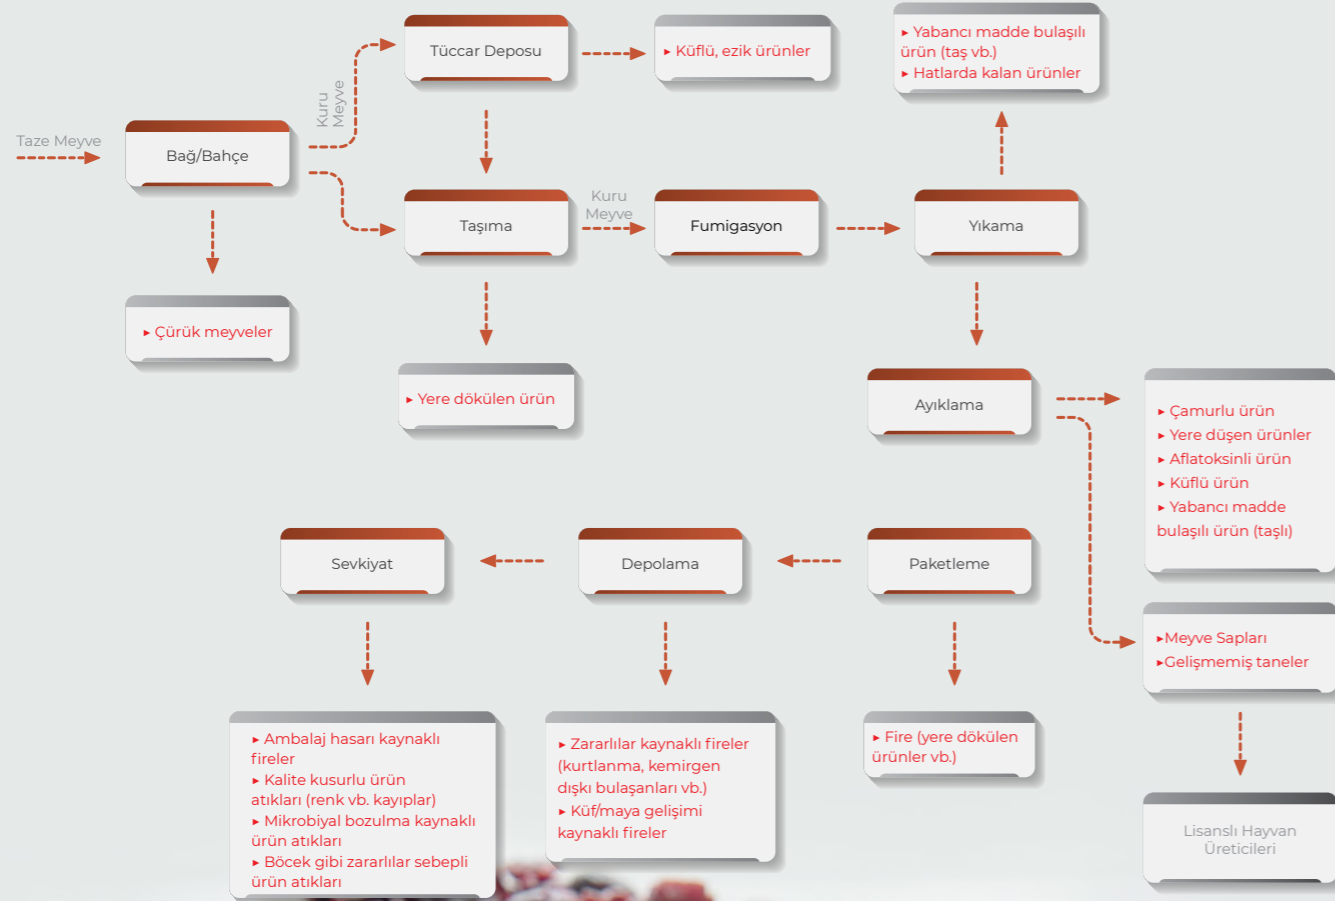 Taze Meyve
Bağ/Bahçe
▸ Çürük meyveler
Kuru
Meyve
Tüccar Deposu
▸ Küflü, ezik ürünler
Taşıma
▸ Yere dökülen ürün
Kuru
Meyve
Fumigasyon
Yıkama
▸ Yabancı madde bulaşılı
ürün (taş vb.)
▸ Hatlarda kalan ürünler
Ayıklama
▸ Çamurlu ürün
▸ Yere düşen ürünler
▸ Aflatoksinli ürün
▸ Küflü ürün
▸ Yabancı madde
bulaşılı ürün (taşlı)
▸Meyve Sapları
▸Gelişmemiş taneler
Lisanslı Hayvan
Üreticileri
Paketleme
▸ Fire (yere dökülen
ürünler vb.)
Depolama
▸ Zararlılar kaynaklı fireler
(kurtlanma, kemirgen
dışkı bulaşanları vb.)
▸ Küf/maya gelişimi
kaynaklı fireler
Sevkiyat
▸ Ambalaj hasarı kaynaklı
fireler
▸ Kalite kusurlu ürün
atıkları (renk vb. kayıplar)
▸ Mikrobiyal bozulma kaynaklı
ürün atıkları
▸ Böcek gibi zararlılar sebepli
ürün atıkları